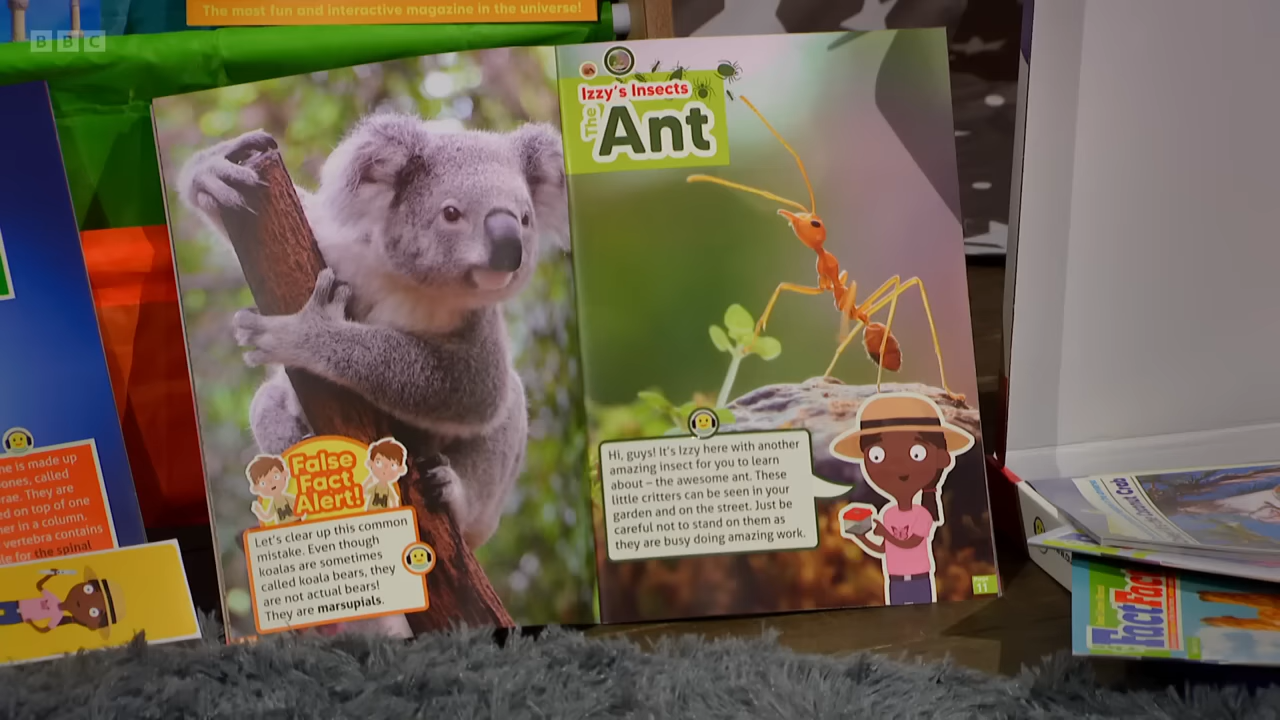 The most fun and interactive magazine in the universe!
BBC
Izzy's Insects
The
Ant
False
Fact
Alert!
Let's clear up this common
mistake. Even though
koalas are sometimes
called koala bears, they
are not actual bears!
They are marsupials.
Hi, guys! It's Izzy here with another
amazing insect for you to learn
about – the awesome ant. These
little critters can be seen in your
garden and on the street. Just be
careful not to stand on them as
they are busy doing amazing work.
Page
11
is made up
called
They are
on top of one
in a column.
vertebra contains
for the spinal
Crab